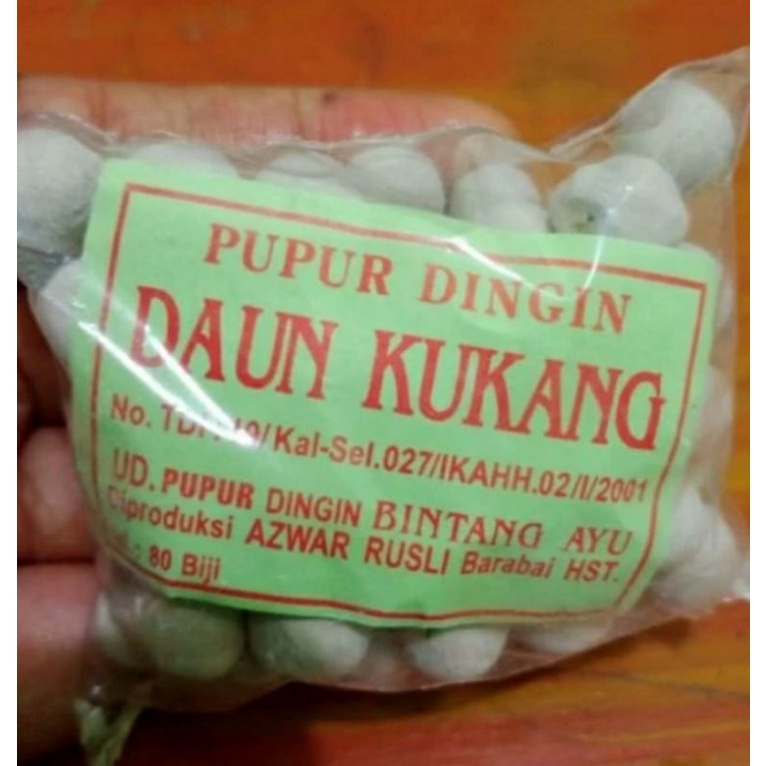 PUPUR DINGIN
DAUN KUKANG
No. /Kal-Sel.027/IKAHH.02/I/2001
UD. PUPUR DINGIN BINTANG AYU
Diproduksi AZWAR RUSLI Barabai HST.
: 80 Biji